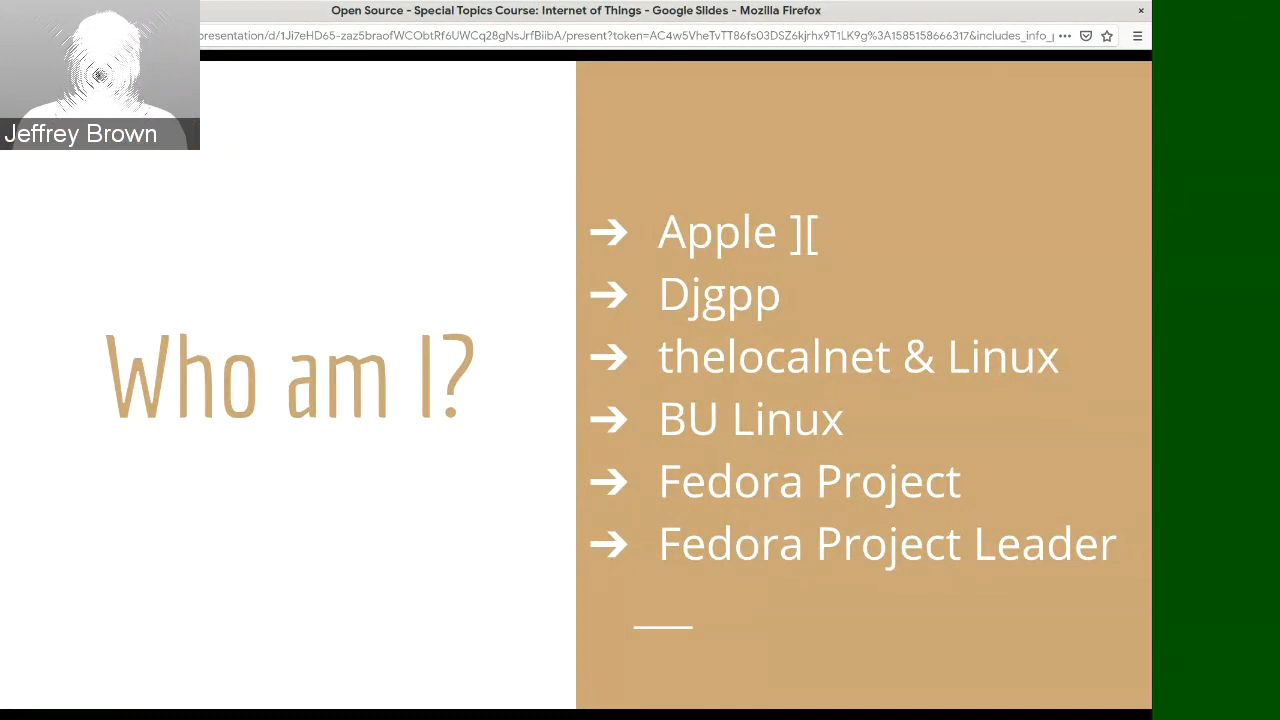 Open Source - Special Topics Course: Internet of Things - Google Slides - Mozilla Firefox
Jeffrey Brown
Who am I?
➔ Apple ][
➔ Djgpp
➔ thelocalnet & Linux
➔ BU Linux
➔ Fedora Project
➔ Fedora Project Leader